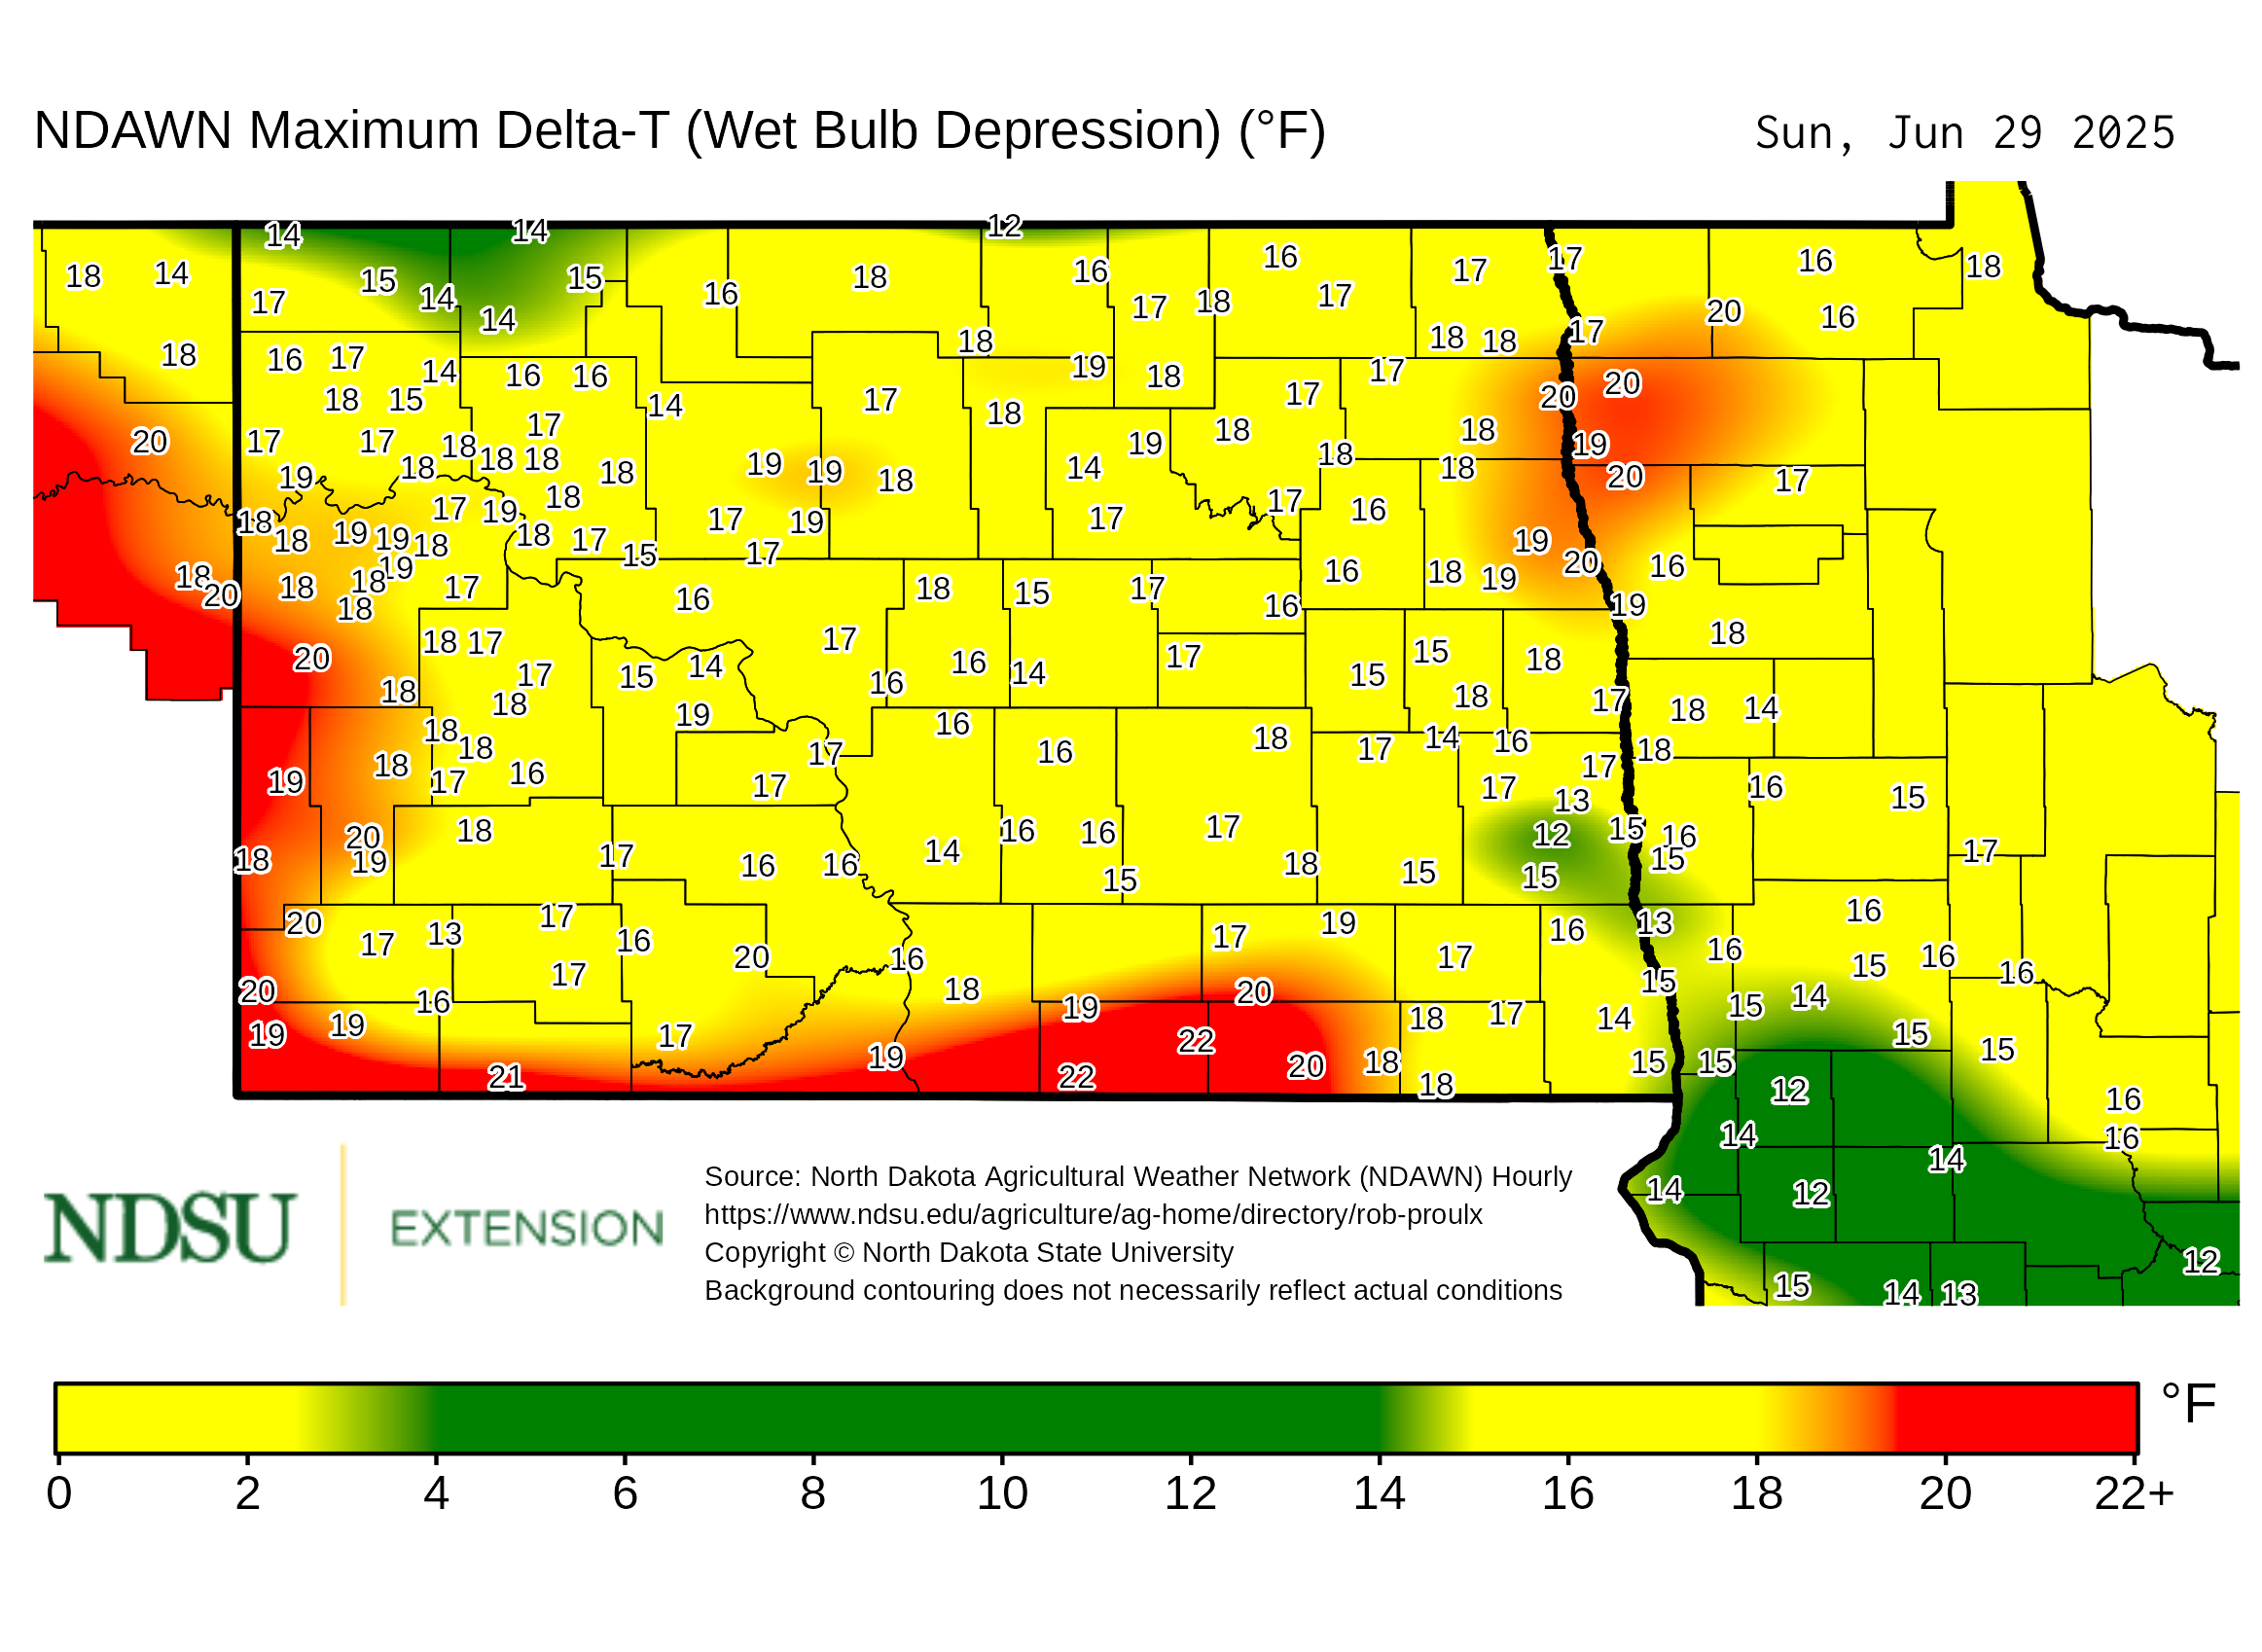 NDAWN Maximum Delta-T (Wet Bulb Depression) (°F) Sun, Jun 29 2025
14 14 12
18 14 15 15 18 16 16 17 17 16 18
17 14 14 16 17 18 17 20 16
18 16 17 14 16 16 18 19 18 18 18 17 17
18 15 14 17 18 17 17 20 20
20 17 17 18 17 18 18 18 19 18 18 19
19 18 18 19 19 18 14 18 18 20 17
18 17 19 18 17 19 17 17 16
18 19 19 18 18 17 15 17 19 20 16
18 20 18 18 19 18 17 16 18 15 17 16 16 18 19 19
20 18 17 17 17 15 14 16 14 17 15 15 18 18
18 18 19 16 16 18 18 17 18 14
18 18 18 17 16 17 17 16 18 17 14 16 17 18
19 17 13 16 15
18 20 19 18 17 16 16 14 16 16 15 17 18 15 12 15 15 16 15 17
20 17 13 17 16 20 16 17 19 17 16 13 16 16
20 16 17 18 20 15 15 14 15 16 16
19 19 17 19 19 22 20 18 17 14 15 15 15
21 22 18 18 12 16
14 14 16
14 12 12
15 14 13
NDSU EXTENSION
Source: North Dakota Agricultural Weather Network (NDAWN) Hourly
https://www.ndsu.edu/agriculture/ag-home/directory/rob-proulx
Copyright © North Dakota State University
Background contouring does not necessarily reflect actual conditions
°F
0 2 4 6 8 10 12 14 16 18 20 22+